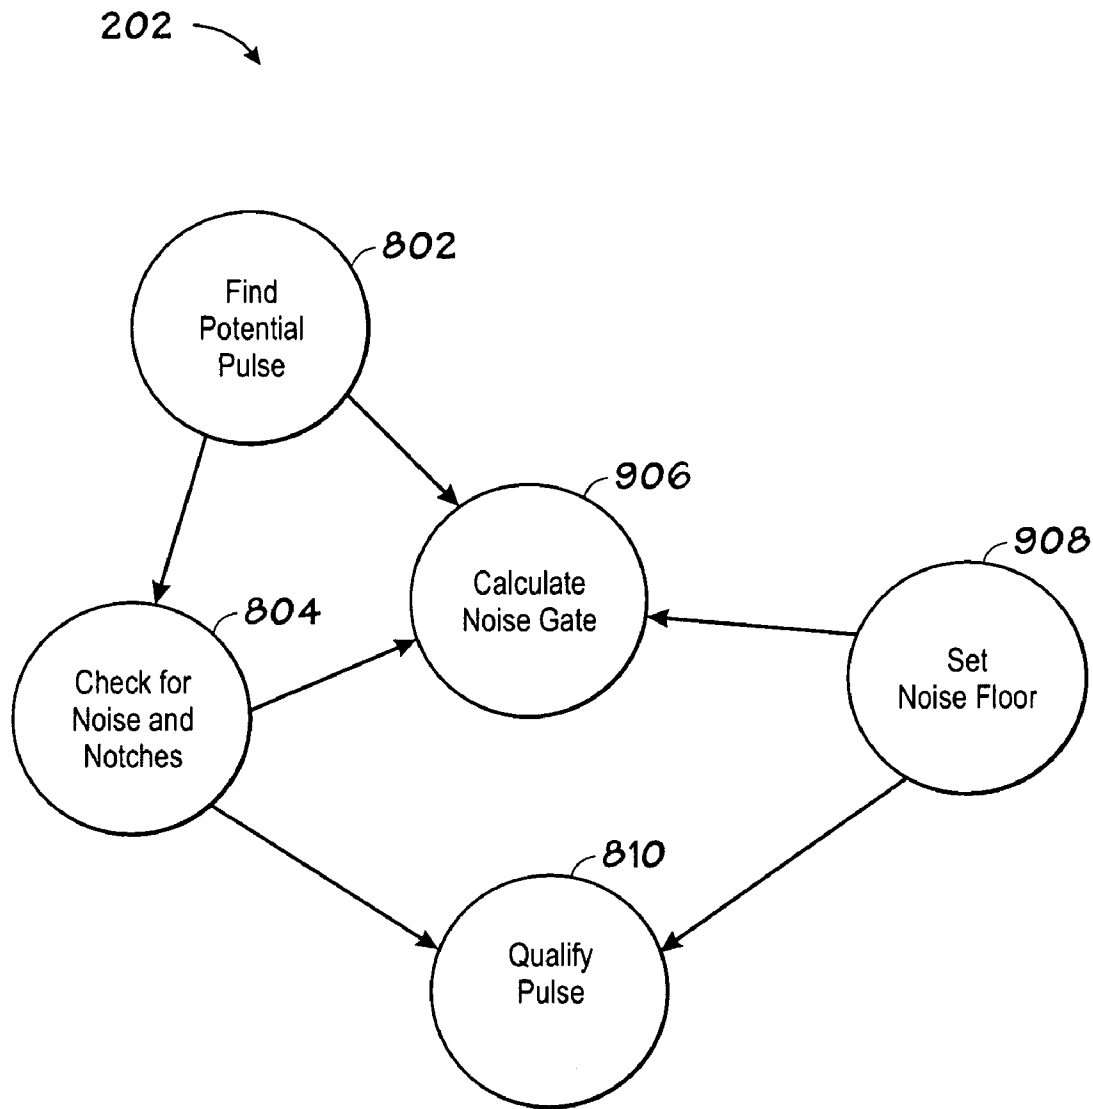 202
802
Find
Potential
Pulse
906
Calculate
Noise Gate
908
Set
Noise Floor
804
Check for
Noise and
Notches
810
Qualify
Pulse